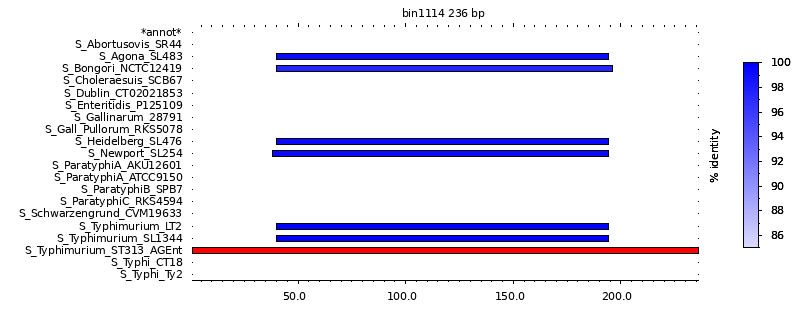 bin1114 236 bp
*annot*
S_Abortusovis_SR44
S_Agona_SL483
S_Bongori_NCTC12419
S_Choleraesuis_SCB67
S_Dublin_CT02021853
S_Enteritidis_P125109
S_Gallinarum_28791
S_Gall_Pullorum_RKS5078
S_Heidelberg_SL476
S_Newport_SL254
S_ParatyphiA_AKU12601
S_ParatyphiA_ATCC9150
S_ParatyphiB_SPB7
S_ParatyphiC_RKS4594
S_Schwarzengrund_CVM19633
S_Typhimurium_LT2
S_Typhimurium_SL1344
S_Typhimurium_ST313_AGEnt
S_Typhi_CT18
S_Typhi_Ty2
50.0 100.0 150.0 200.0
% identity
100
98
96
94
92
90
88
86